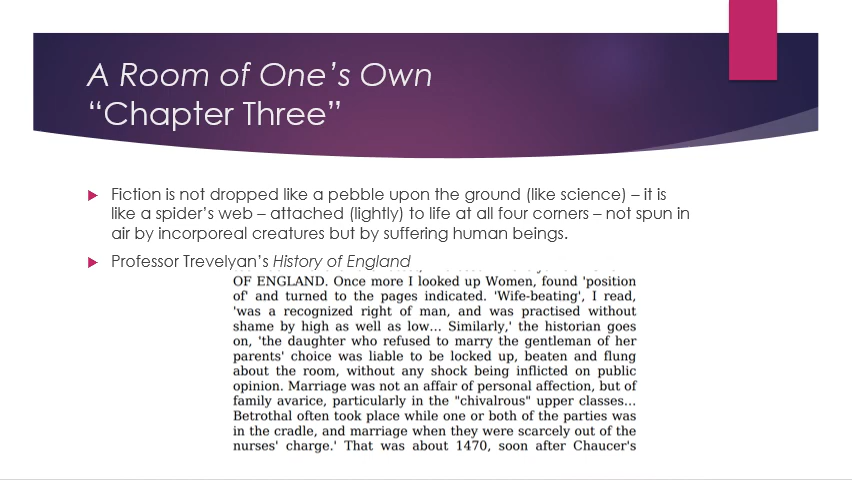 A Room of One’s Own
“Chapter Three”
Fiction is not dropped like a pebble upon the ground (like science) – it is
like a spider’s web – attached (lightly) to life at all four corners – not spun in
air by incorporeal creatures but by suffering human beings.
Professor Trevelyan’s History of England
OF ENGLAND. Once more I looked up Women, found 'position
of' and turned to the pages indicated. 'Wife-beating', I read,
'was a recognized right of man, and was practised without
shame by high as well as low... Similarly,' the historian goes
on, 'the daughter who refused to marry the gentleman of her
parents' choice was liable to be locked up, beaten and flung
about the room, without any shock being inflicted on public
opinion. Marriage was not an affair of personal affection, but of
family avarice, particularly in the "chivalrous" upper classes...
Betrothal often took place while one or both of the parties was
in the cradle, and marriage when they were scarcely out of the
nurses' charge.' That was about 1470, soon after Chaucer's